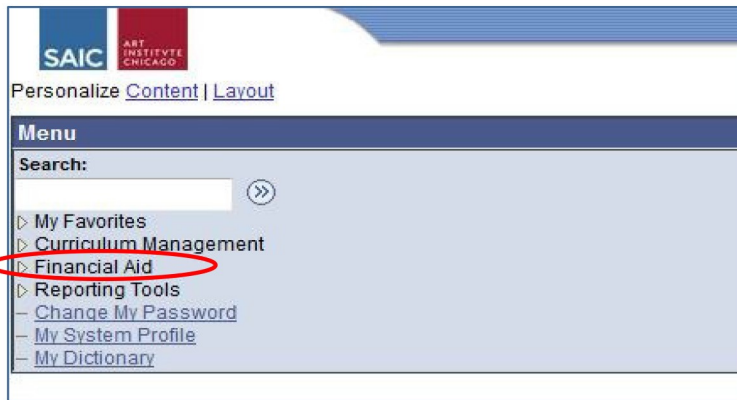 SAIC
ART
INSTITVTE
CHICAGO
Personalize Content | Layout
Menu
Search:
My Favorites
Curriculum Management
Financial Aid
Reporting Tools
– Change My Password
– My System Profile
– My Dictionary